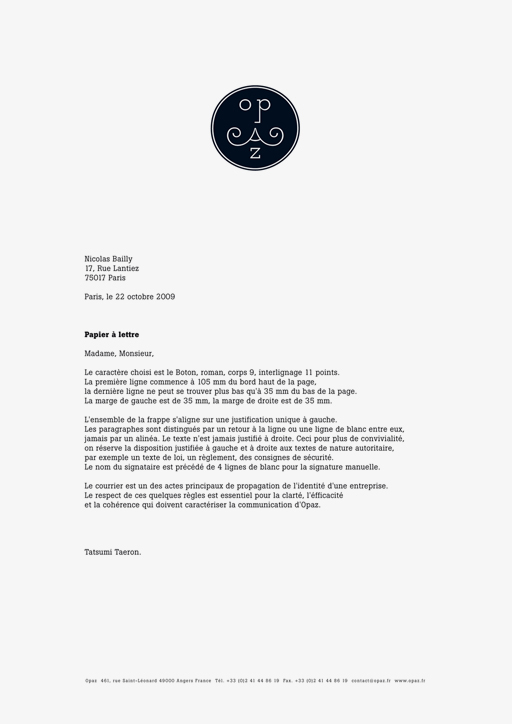 op
a
z
Nicolas Bailly
17, Rue Lantiez
75017 Paris
Paris, le 22 octobre 2009
Papier à lettre
Madame, Monsieur,
Le caractère choisi est le Boton, roman, corps 9, interlignage 11 points.
La première ligne commence à 105 mm du bord haut de la page,
la dernière ligne ne peut se trouver plus bas qu'à 35 mm du bas de la page.
La marge de gauche est de 35 mm, la marge de droite est de 35 mm.
L'ensemble de la frappe s'aligne sur une justification unique à gauche.
Les paragraphes sont distingués par un retour à la ligne ou une ligne de blanc entre eux,
jamais par un alinéa. Le texte n'est jamais justifié à droite. Ceci pour plus de convivialité,
on réserve la disposition justifiée à gauche et à droite aux textes de nature autoritaire,
par exemple un texte de loi, un règlement, des consignes de sécurité.
Le nom du signataire est précédé de 4 lignes de blanc pour la signature manuelle.
Le courrier est un des actes principaux de propagation de l'identité d'une entreprise.
Le respect de ces quelques règles est essentiel pour la clarté, l'éfficacité
et la cohérence qui doivent caractériser la communication d'Opaz.
Tatsumi Taeron.
Opaz 461, rue Saint-Léonard 49000 Angers France Tél. +33 (0)2 41 44 86 18 Fax. +33 (0)2 41 44 86 19 contact@opaz.fr www.opaz.fr